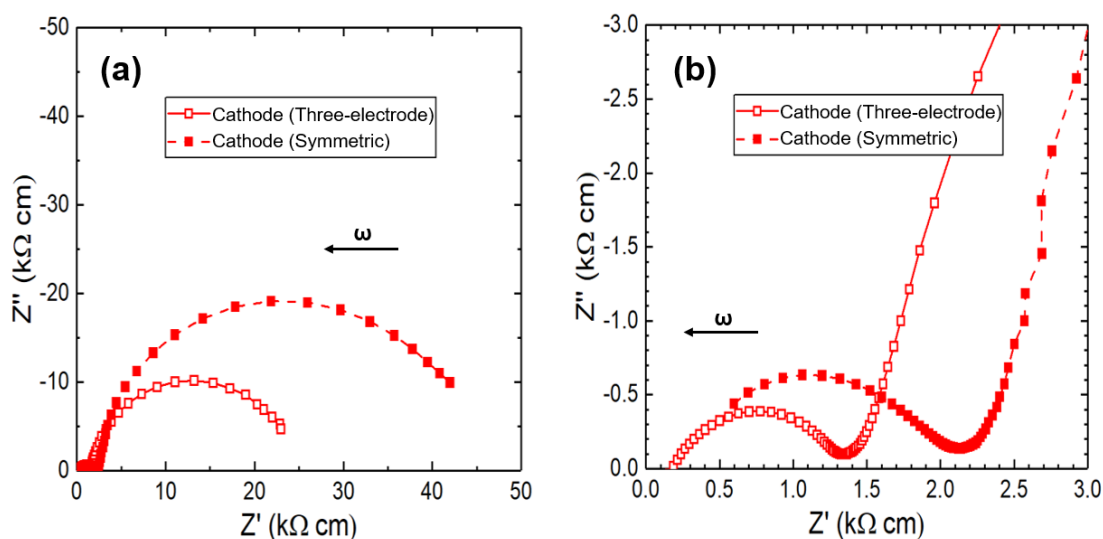 (a)
Cathode (Three-electrode)
Cathode (Symmetric)
ω
-50
-40
-30
-20
-10
0
0 10 20 30 40 50
Z'' (kΩ cm)
Z' (kΩ cm)
(b)
Cathode (Three-electrode)
Cathode (Symmetric)
ω
-3.0
-2.5
-2.0
-1.5
-1.0
-0.5
0.0
0.0 0.5 1.0 1.5 2.0 2.5 3.0
Z'' (kΩ cm)
Z' (kΩ cm)